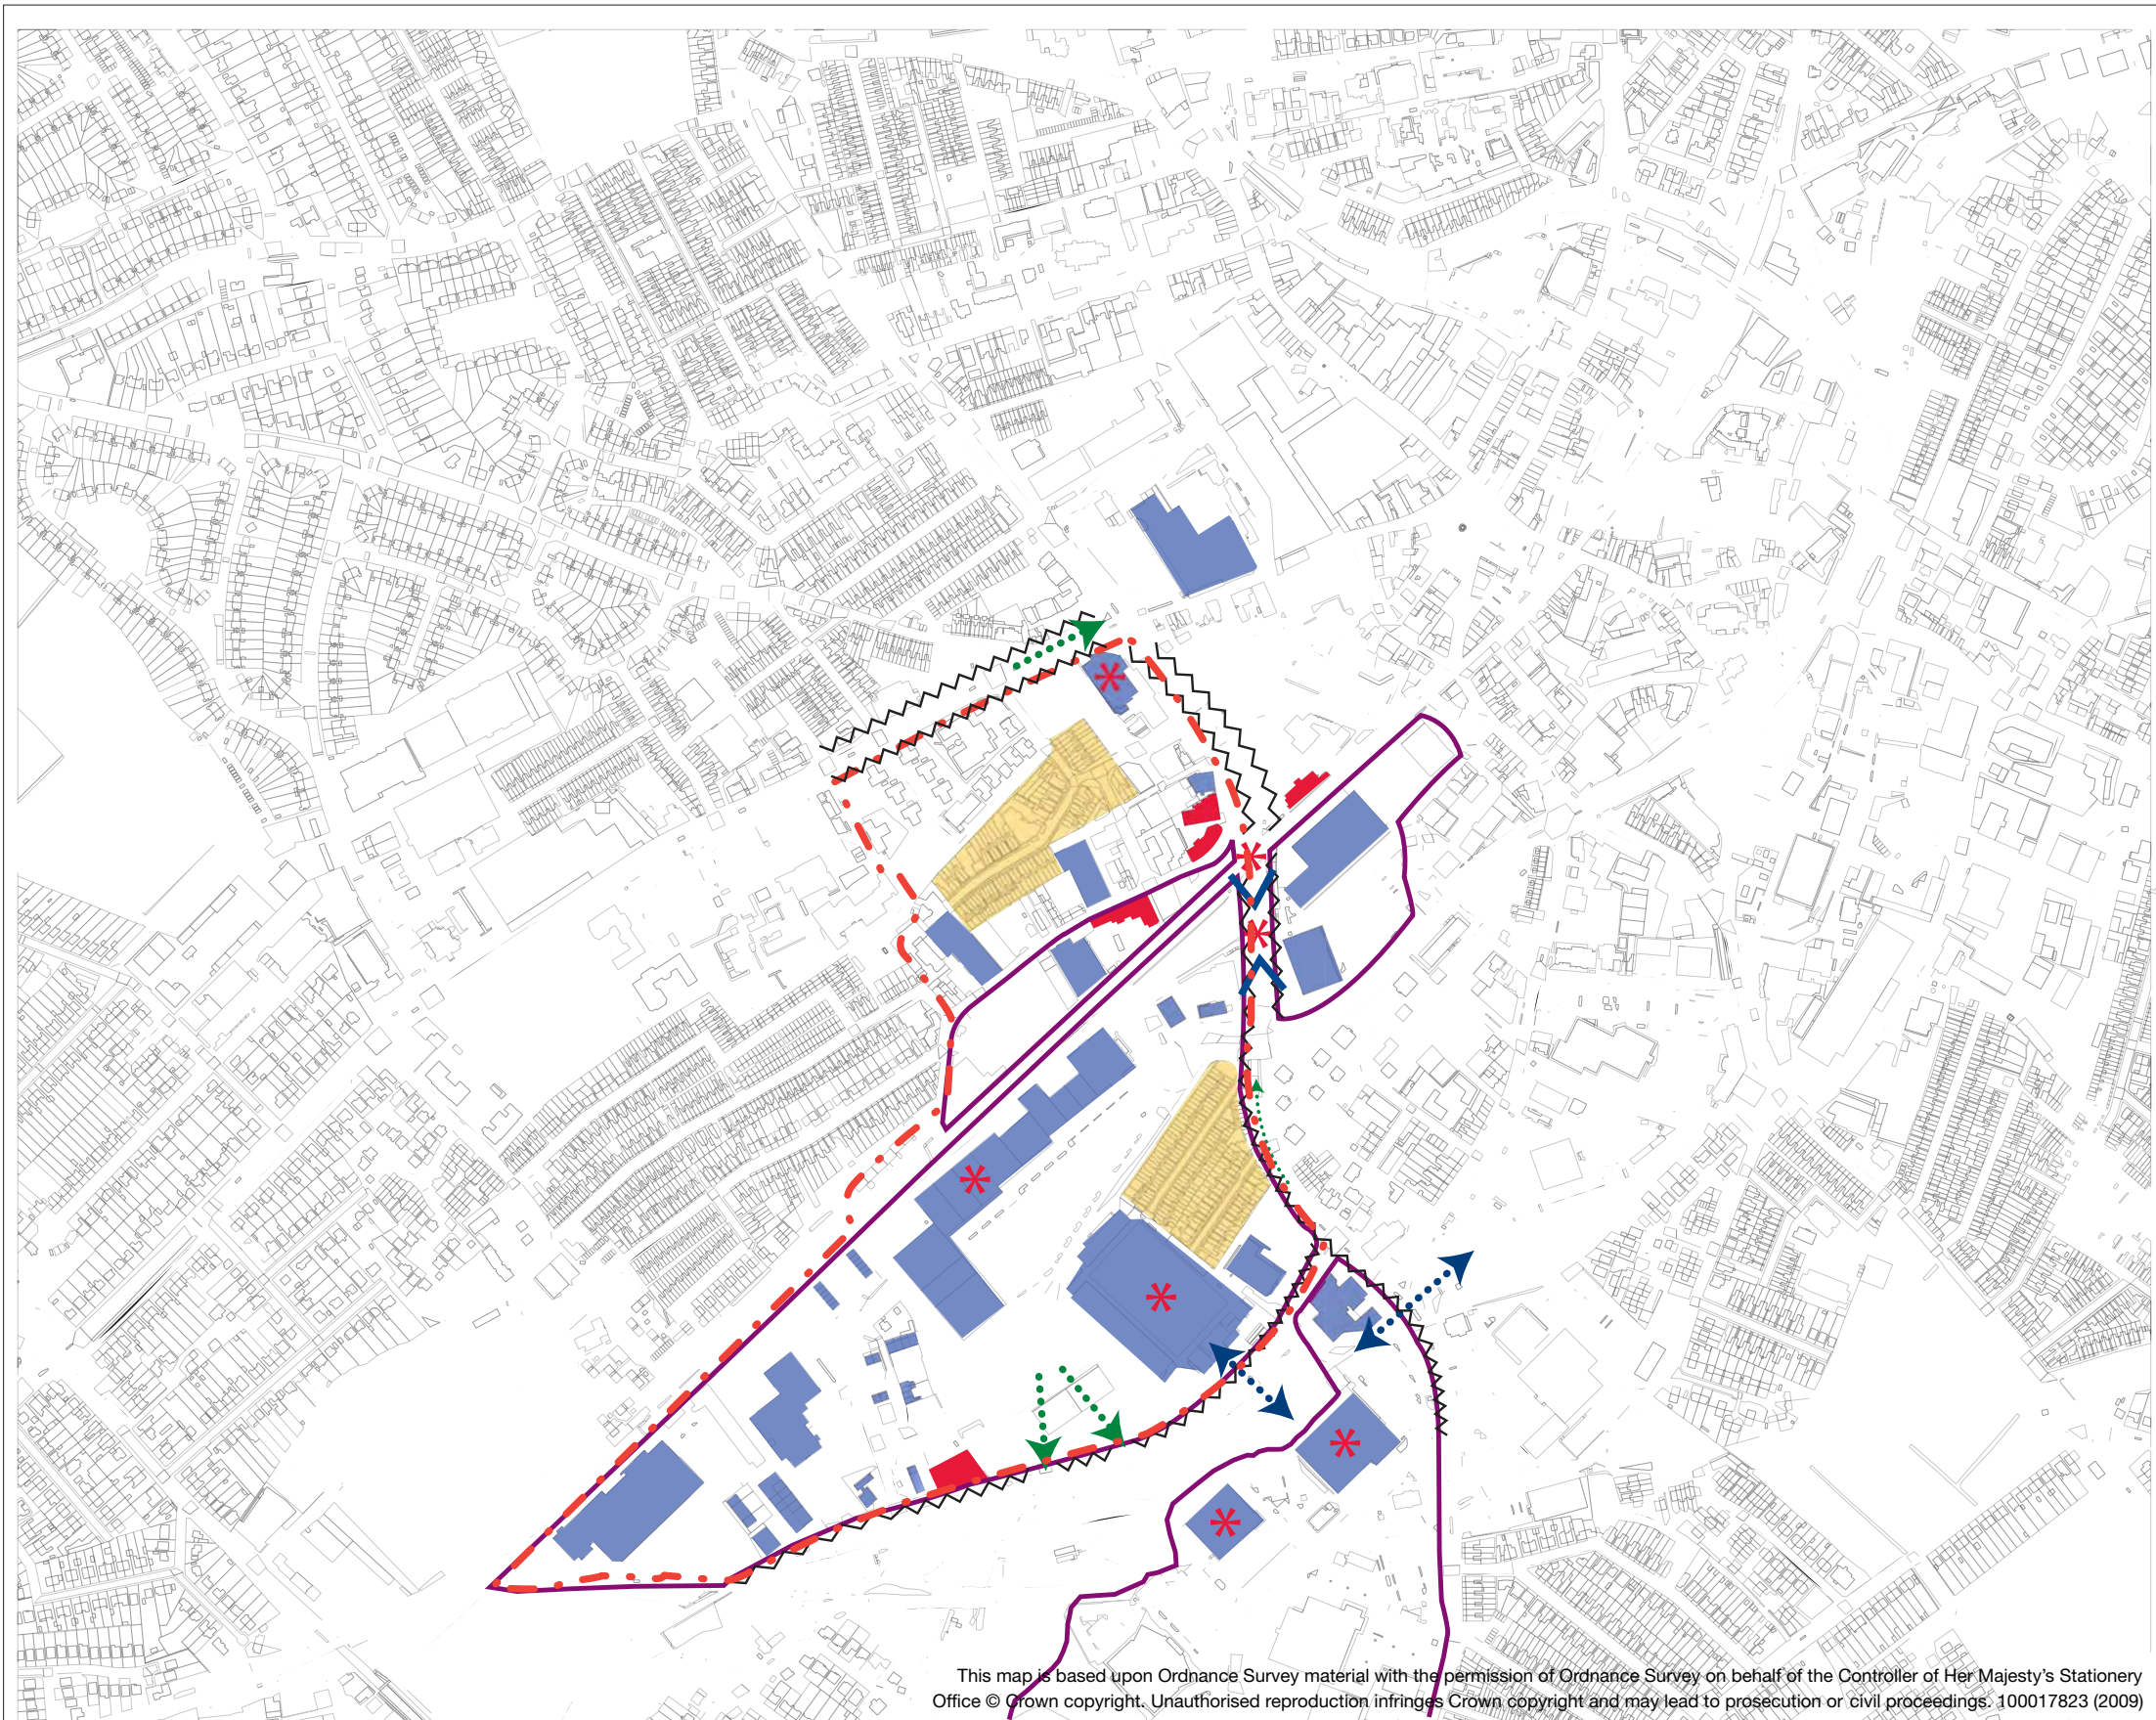 This map is based upon Ordnance Survey material with the permission of Ordnance Survey on behalf of the Controller of Her Majesty’s Stationery
Office © Crown copyright. Unauthorised reproduction infringes Crown copyright and may lead to prosecution or civil proceedings. 100017823 (2009)